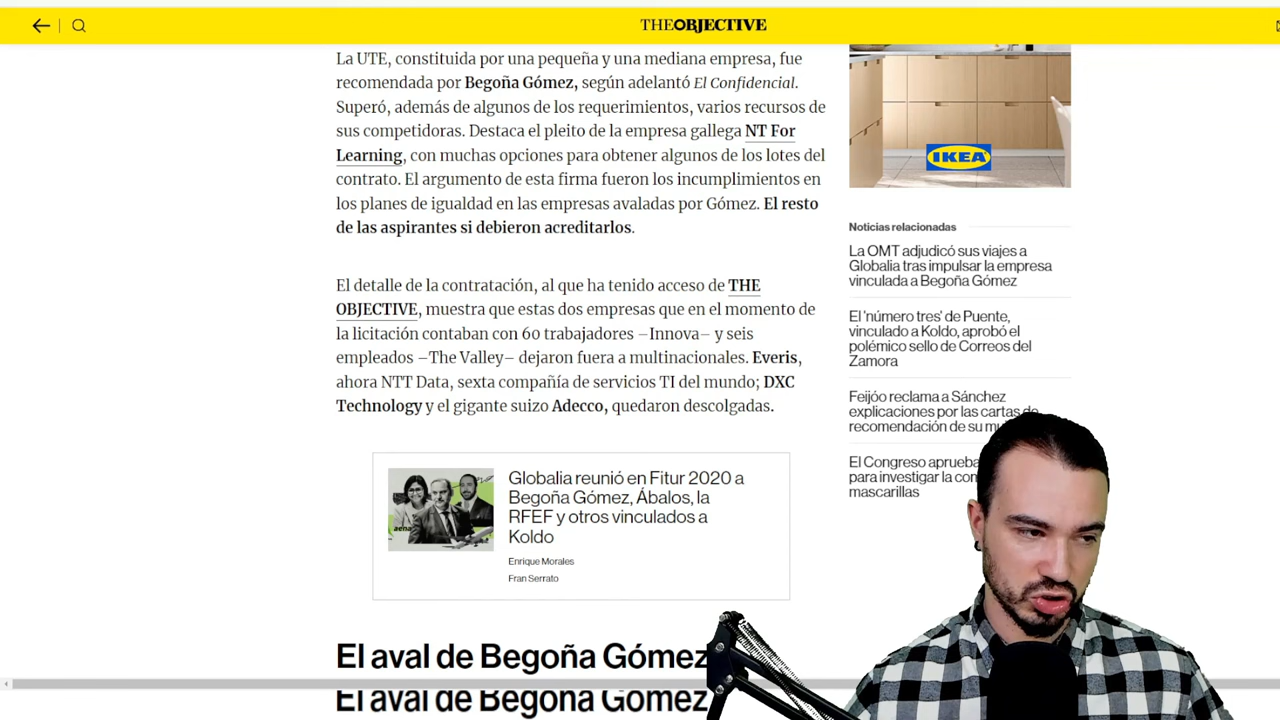 THEOBJECTIVE
La UTE, constituida por una pequeña y una mediana empresa, fue
recomendada por Begoña Gómez, según adelantó El Confidencial.
Superó, además de algunos de los requerimientos, varios recursos de
sus competidoras. Destaca el pleito de la empresa gallega NT For
Learning, con muchas opciones para obtener algunos de los lotes del
contrato. El argumento de esta firma fueron los incumplimientos en
los planes de igualdad en las empresas avaladas por Gómez. El resto
de las aspirantes si debieron acreditarlos.
El detalle de la contratación, al que ha tenido acceso de THE
OBJECTIVE, muestra que estas dos empresas que en el momento de
la licitación contaban con 60 trabajadores –Innova– y seis
empleados –The Valley– dejaron fuera a multinacionales. Everis,
ahora NTT Data, sexta compañía de servicios TI del mundo; DXC
Technology y el gigante suizo Adecco, quedaron descolgadas.
aena
Globalia reunió en Fitur 2020 a
Begoña Gómez, Ábalos, la
RFEF y otros vinculados a
Koldo
Enrique Morales
Fran Serrato
El aval de Begoña Gómez
El aval de Begoña Gómez
IKEA
Noticias relacionadas
La OMT adjudicó sus viajes a
Globalia tras impulsar la empresa
vinculada a Begoña Gómez
El 'número tres' de Puente,
vinculado a Koldo, aprobó el
polémico sello de Correos del
Zamora
Feijóo reclama a Sánchez
explicaciones por las cartas de
recomendación de su
El Congreso aprueba
para investigar la
mascarillas